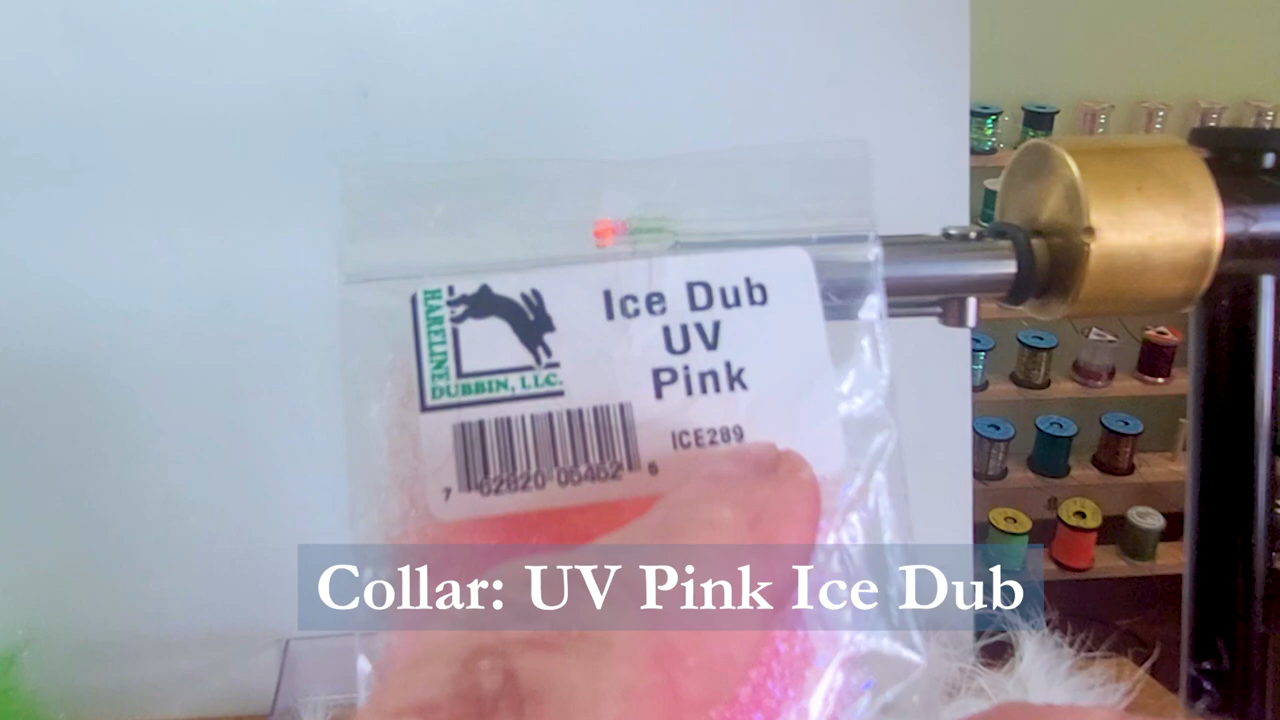 Ice Dub
UV
Pink
HARELINE
DUBBIN, LLC.
ICE289
7 62820 05462 6
Collar: UV Pink Ice Dub